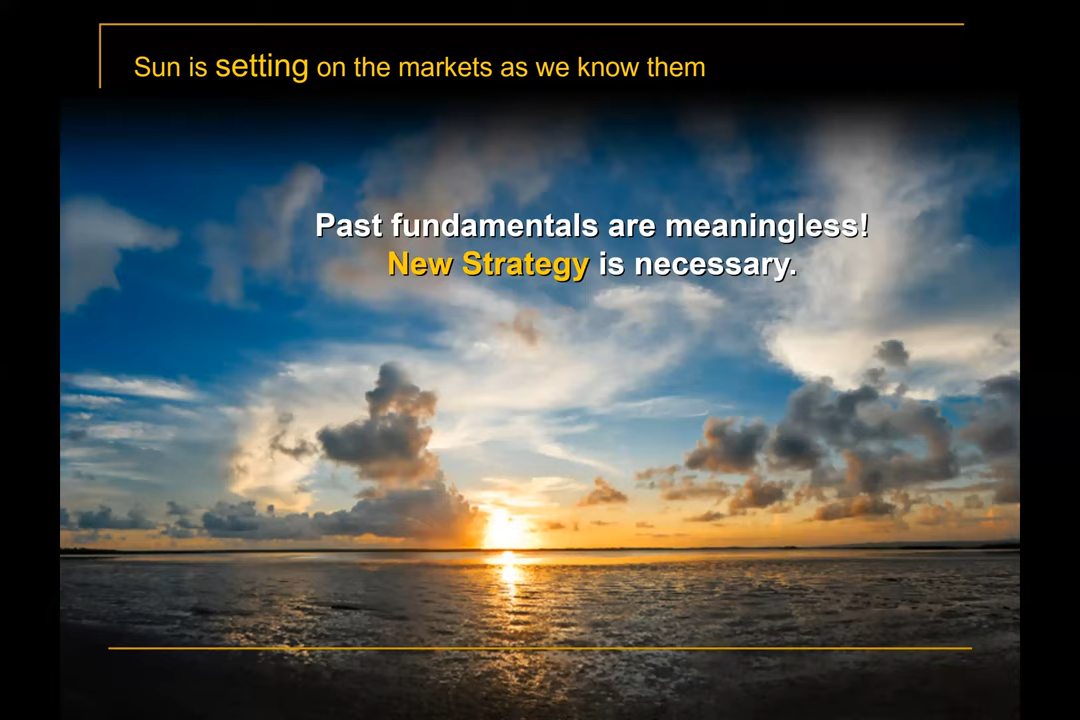 Sun is setting on the markets as we know them
Past fundamentals are meaningless!
New Strategy is necessary.